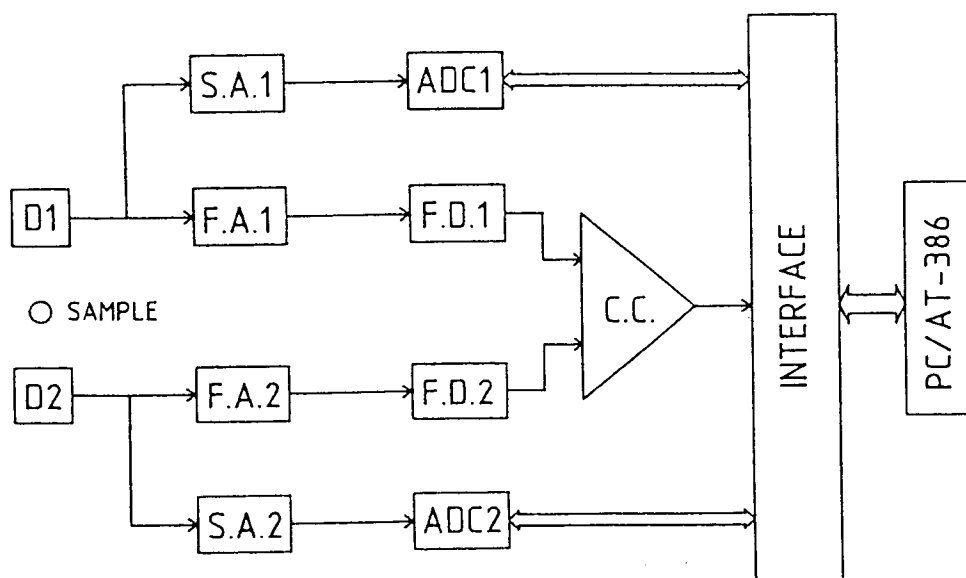 S.A.1
ADC1
D1
F.A.1
F.D.1
SAMPLE
C.C.
INTERFACE
PC/AT-386
D2
F.A.2
F.D.2
S.A.2
ADC2